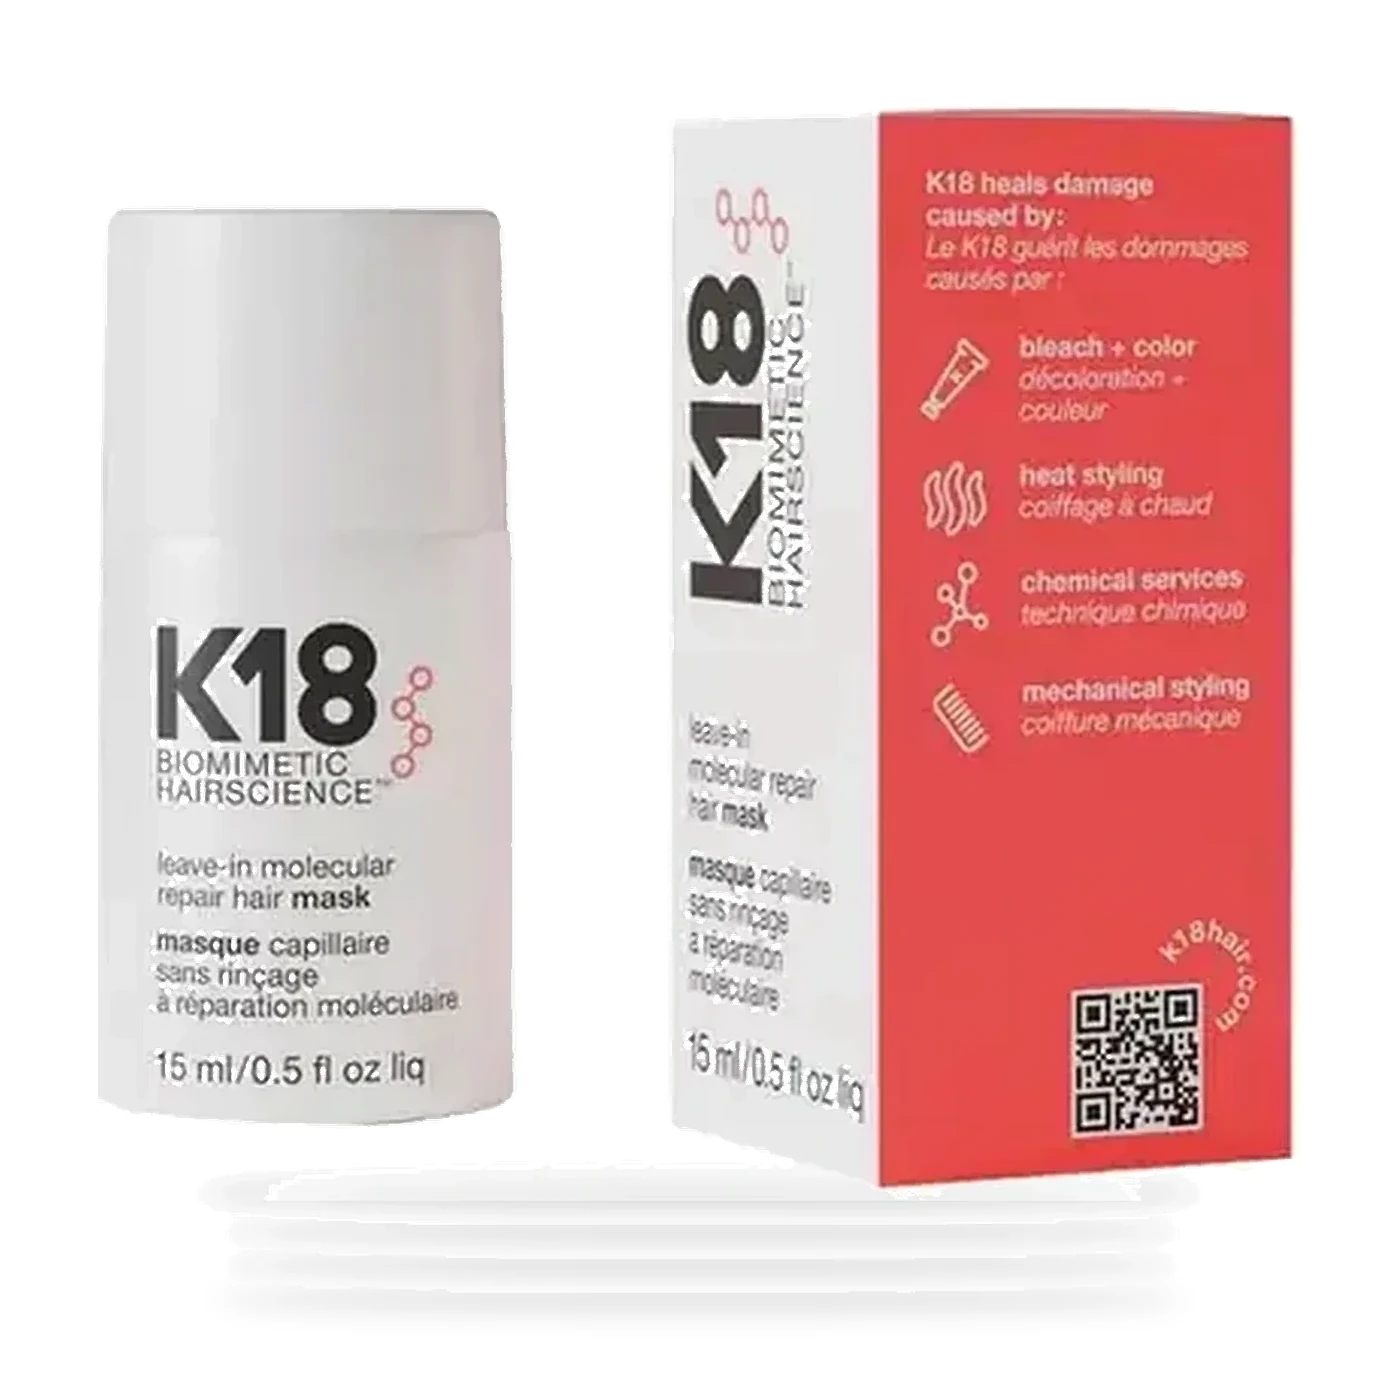 K18
BIOMIMETIC
HAIRSCIENCE™
leave-in molecular
repair hair mask
masque capillaire
sans rinçage
à réparation moléculaire
15 ml/0.5 fl oz liq
K18
BIOMIMETIC
HAIRSCIENCE™
leave-in
molecular repair
hair mask
masque capillaire
sans rinçage
à réparation
moléculaire
15 ml/0.5 fl oz liq
K18 heals damage
caused by:
Le K18 guérit les dommages
causés par :
bleach + color
décoloration +
couleur
heat styling
coiffage à chaud
chemical services
technique chimique
mechanical styling
coiffure mécanique
k18hair.com